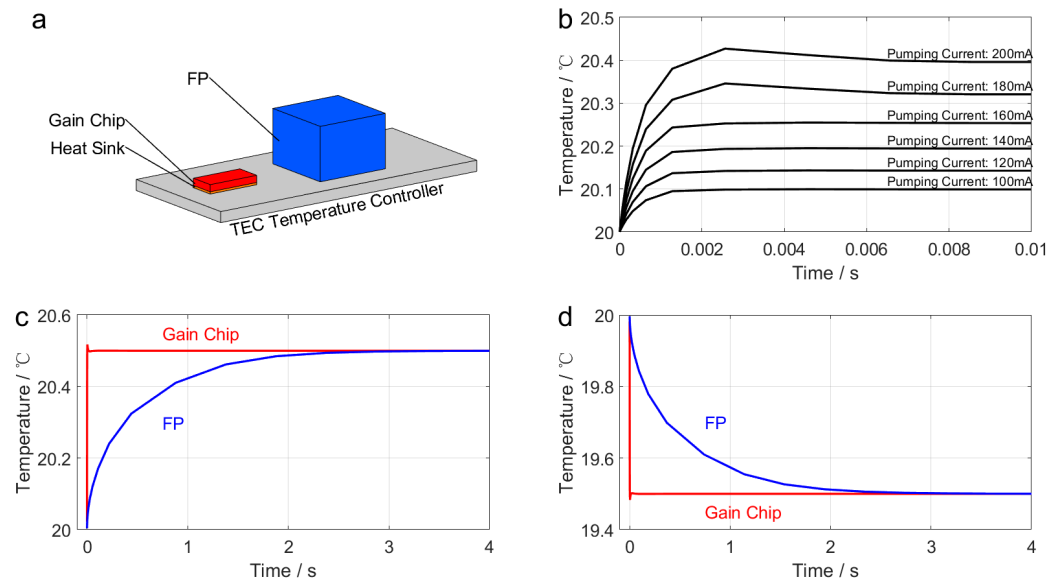 a
FP
Gain Chip
Heat Sink
TEC Temperature Controller
b
20.5
20.4
20.3
20.2
20.1
20
Temperature / ℃
Pumping Current: 200mA
Pumping Current: 180mA
Pumping Current: 160mA
Pumping Current: 140mA
Pumping Current: 120mA
Pumping Current: 100mA
0 0.002 0.004 0.006 0.008 0.01
Time / s
c
20.6
20.4
20.2
20
Temperature / ℃
Gain Chip
FP
0 1 2 3 4
Time / s
d
20
19.8
19.6
19.4
Temperature / ℃
FP
Gain Chip
0 1 2 3 4
Time / s